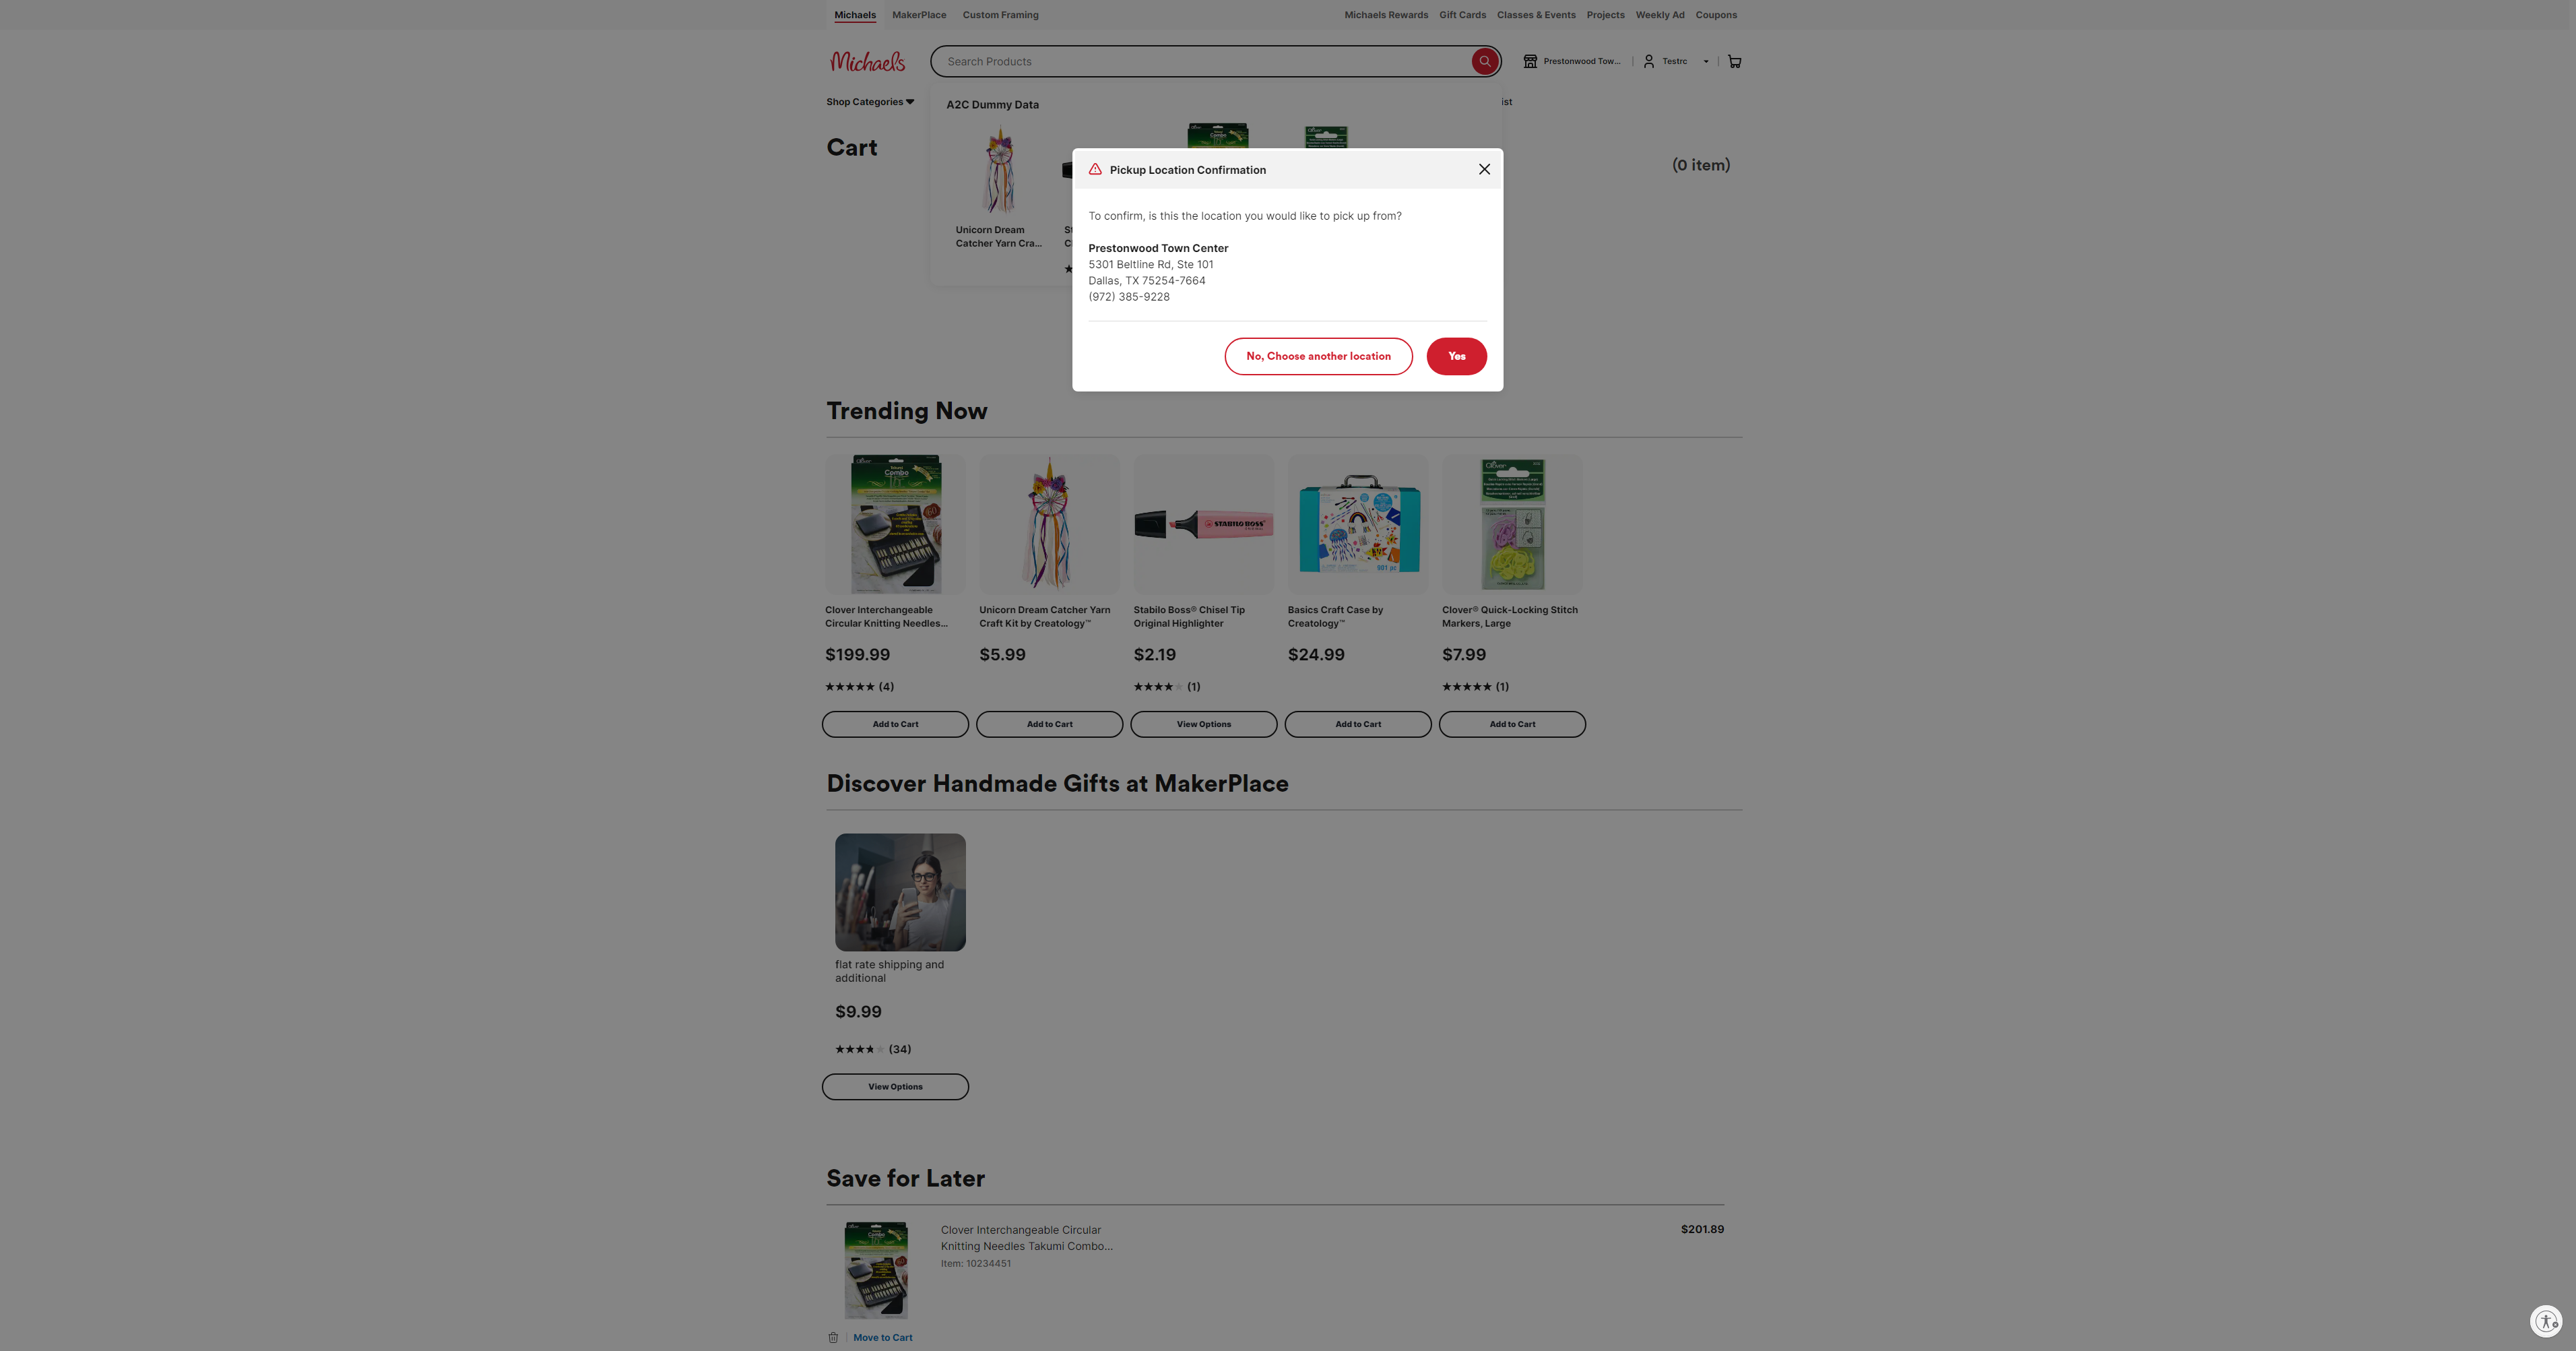 Michaels MakerPlace Custom Framing Michaels Rewards Gift Cards Classes & Events Projects Weekly Ad Coupons
Michaels Search Products Prestonwood Tow... Testrc
Shop Categories ist
A2C Dummy Data
Cart
(0 item)
Unicorn Dream
Catcher Yarn Cra...
Pickup Location Confirmation
To confirm, is this the location you would like to pick up from?
Prestonwood Town Center
5301 Beltline Rd, Ste 101
Dallas, TX 75254-7664
(972) 385-9228
No, Choose another location Yes
Trending Now
Clover Interchangeable
Circular Knitting Needles...
$199.99
(4)
Add to Cart
Unicorn Dream Catcher Yarn
Craft Kit by Creatology™
$5.99
Add to Cart
STABILO BOSS
Stabilo Boss® Chisel Tip
Original Highlighter
$2.19
(1)
View Options
Basics Craft Case by
Creatology™
$24.99
Add to Cart
Clover
Clover® Quick-Locking Stitch
Markers, Large
$7.99
(1)
Add to Cart
Discover Handmade Gifts at MakerPlace
flat rate shipping and
additional
$9.99
(34)
View Options
Save for Later
Clover Interchangeable Circular
Knitting Needles Takumi Combo...
Item: 10234451
$201.89
Move to Cart